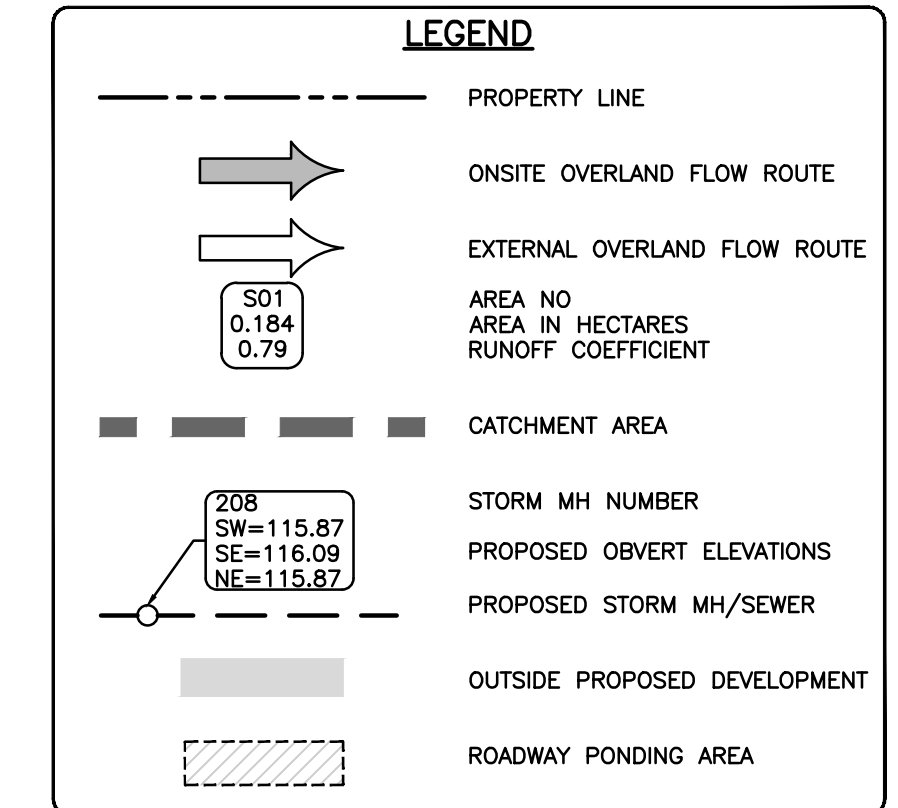 LEGEND
PROPERTY LINE
ONSITE OVERLAND FLOW ROUTE
EXTERNAL OVERLAND FLOW ROUTE
S01
0.184
0.79
AREA NO
AREA IN HECTARES
RUNOFF COEFFICIENT
CATCHMENT AREA
208
SW=115.87
SE=116.09
NE=115.87
STORM MH NUMBER
PROPOSED OBVERT ELEVATIONS
PROPOSED STORM MH/SEWER
OUTSIDE PROPOSED DEVELOPMENT
ROADWAY PONDING AREA